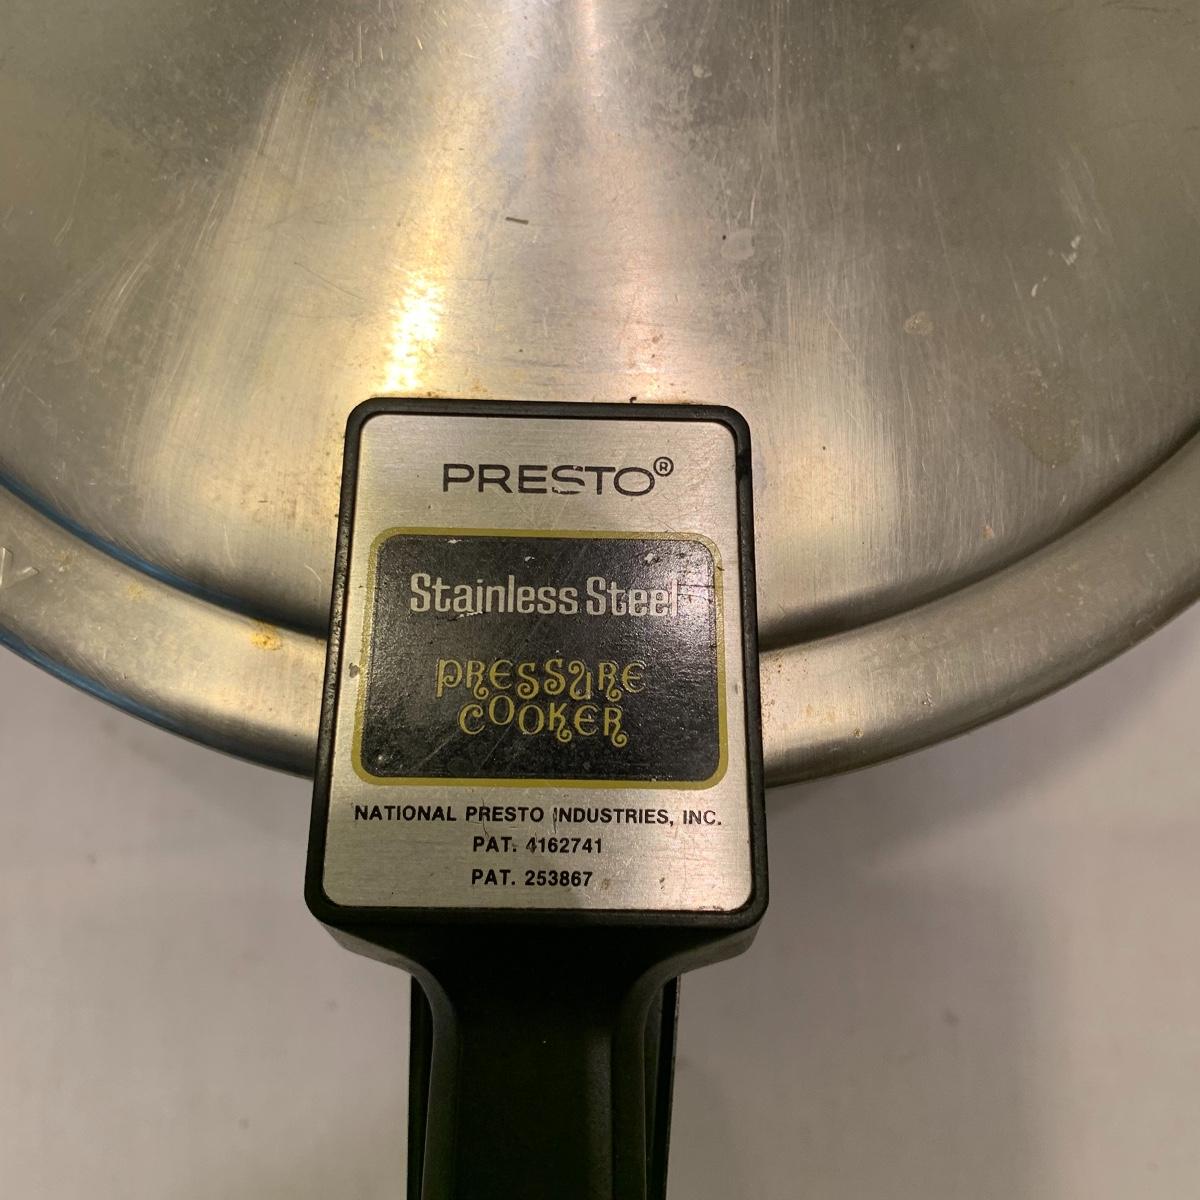 PRESTO®
Stainless Steel
PRESSURE
COOKER
NATIONAL PRESTO INDUSTRIES, INC.
PAT. 4162741
PAT. 253867